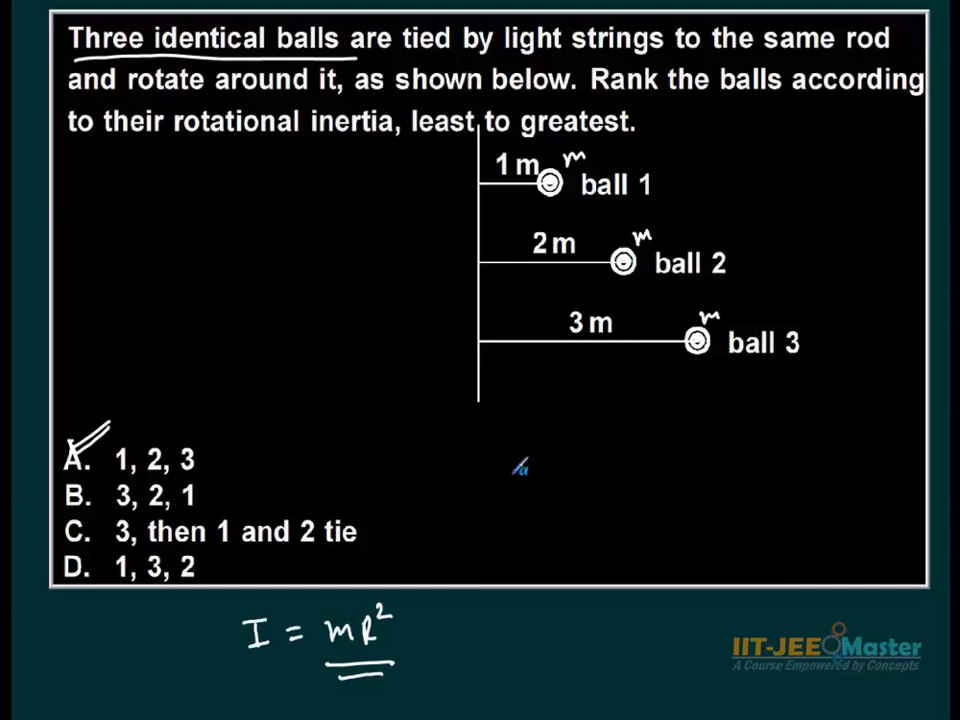 Three identical balls are tied by light strings to the same rod
and rotate around it, as shown below. Rank the balls according
to their rotational inertia, least to greatest.
1 m m ball 1
2 m m ball 2
3 m m ball 3
A. 1, 2, 3
B. 3, 2, 1
C. 3, then 1 and 2 tie
D. 1, 3, 2
I = mR²
IIT-JEE Master
A Course Empowered by Concepts